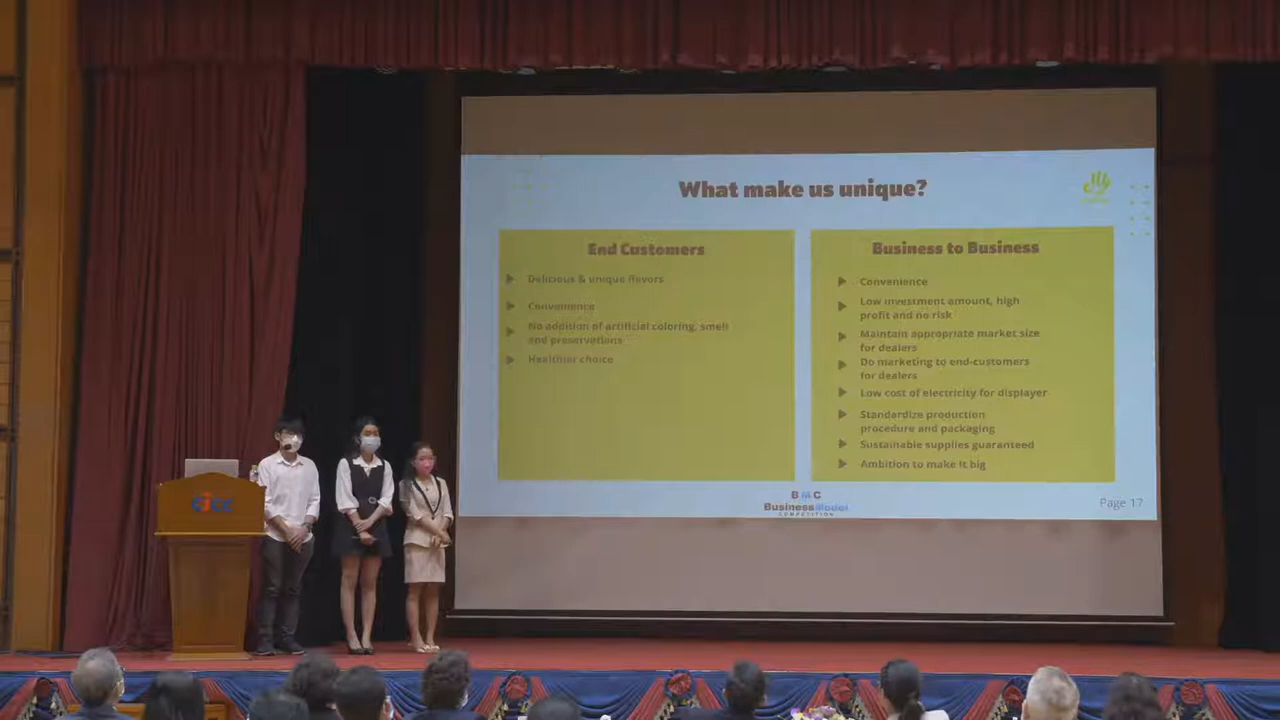 What make us unique?
End Customers
Delicious & unique flavors
Convenience
No addition of artificial coloring, smell
and preservations
Healthier choice
Business to Business
Convenience
Low investment amount, high
profit and no risk
Maintain appropriate market size
for dealers
Do marketing to end-customers
for dealers
Low cost of electricity for displayer
Standardize production
procedure and packaging
Sustainable supplies guaranteed
Ambition to make it big
B M C
BusinessModel
COMPETITION
Page 17
CJCC